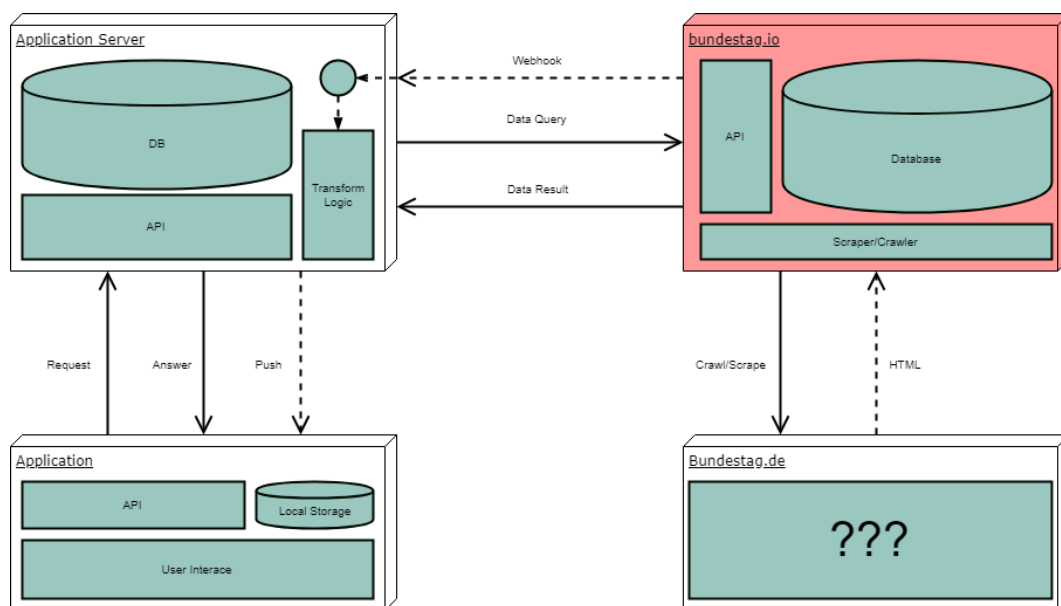 Application Server
bundestag.io
Webhook
DB
API
Database
Data Query
Transform
Logic
Data Result
API
Scraper/Crawler
Request
Answer
Push
Crawl/Scrape
HTML
Application
Bundestag.de
API
Local Storage
???
User Interace